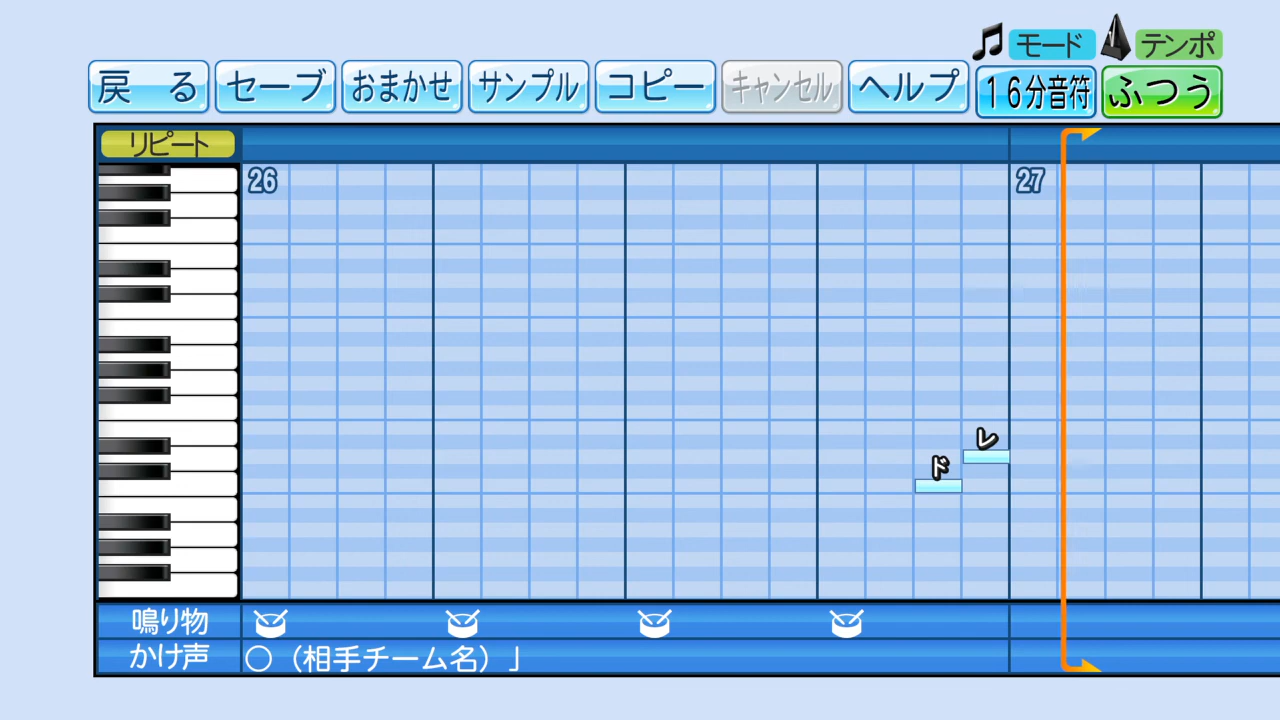 モード テンポ
戻る セーブ おまかせ サンプル コピー キャンセル ヘルプ 16分音符 ふつう
リピート
26 27
レ
ド
鳴り物
かけ声 〇（相手チーム名）」